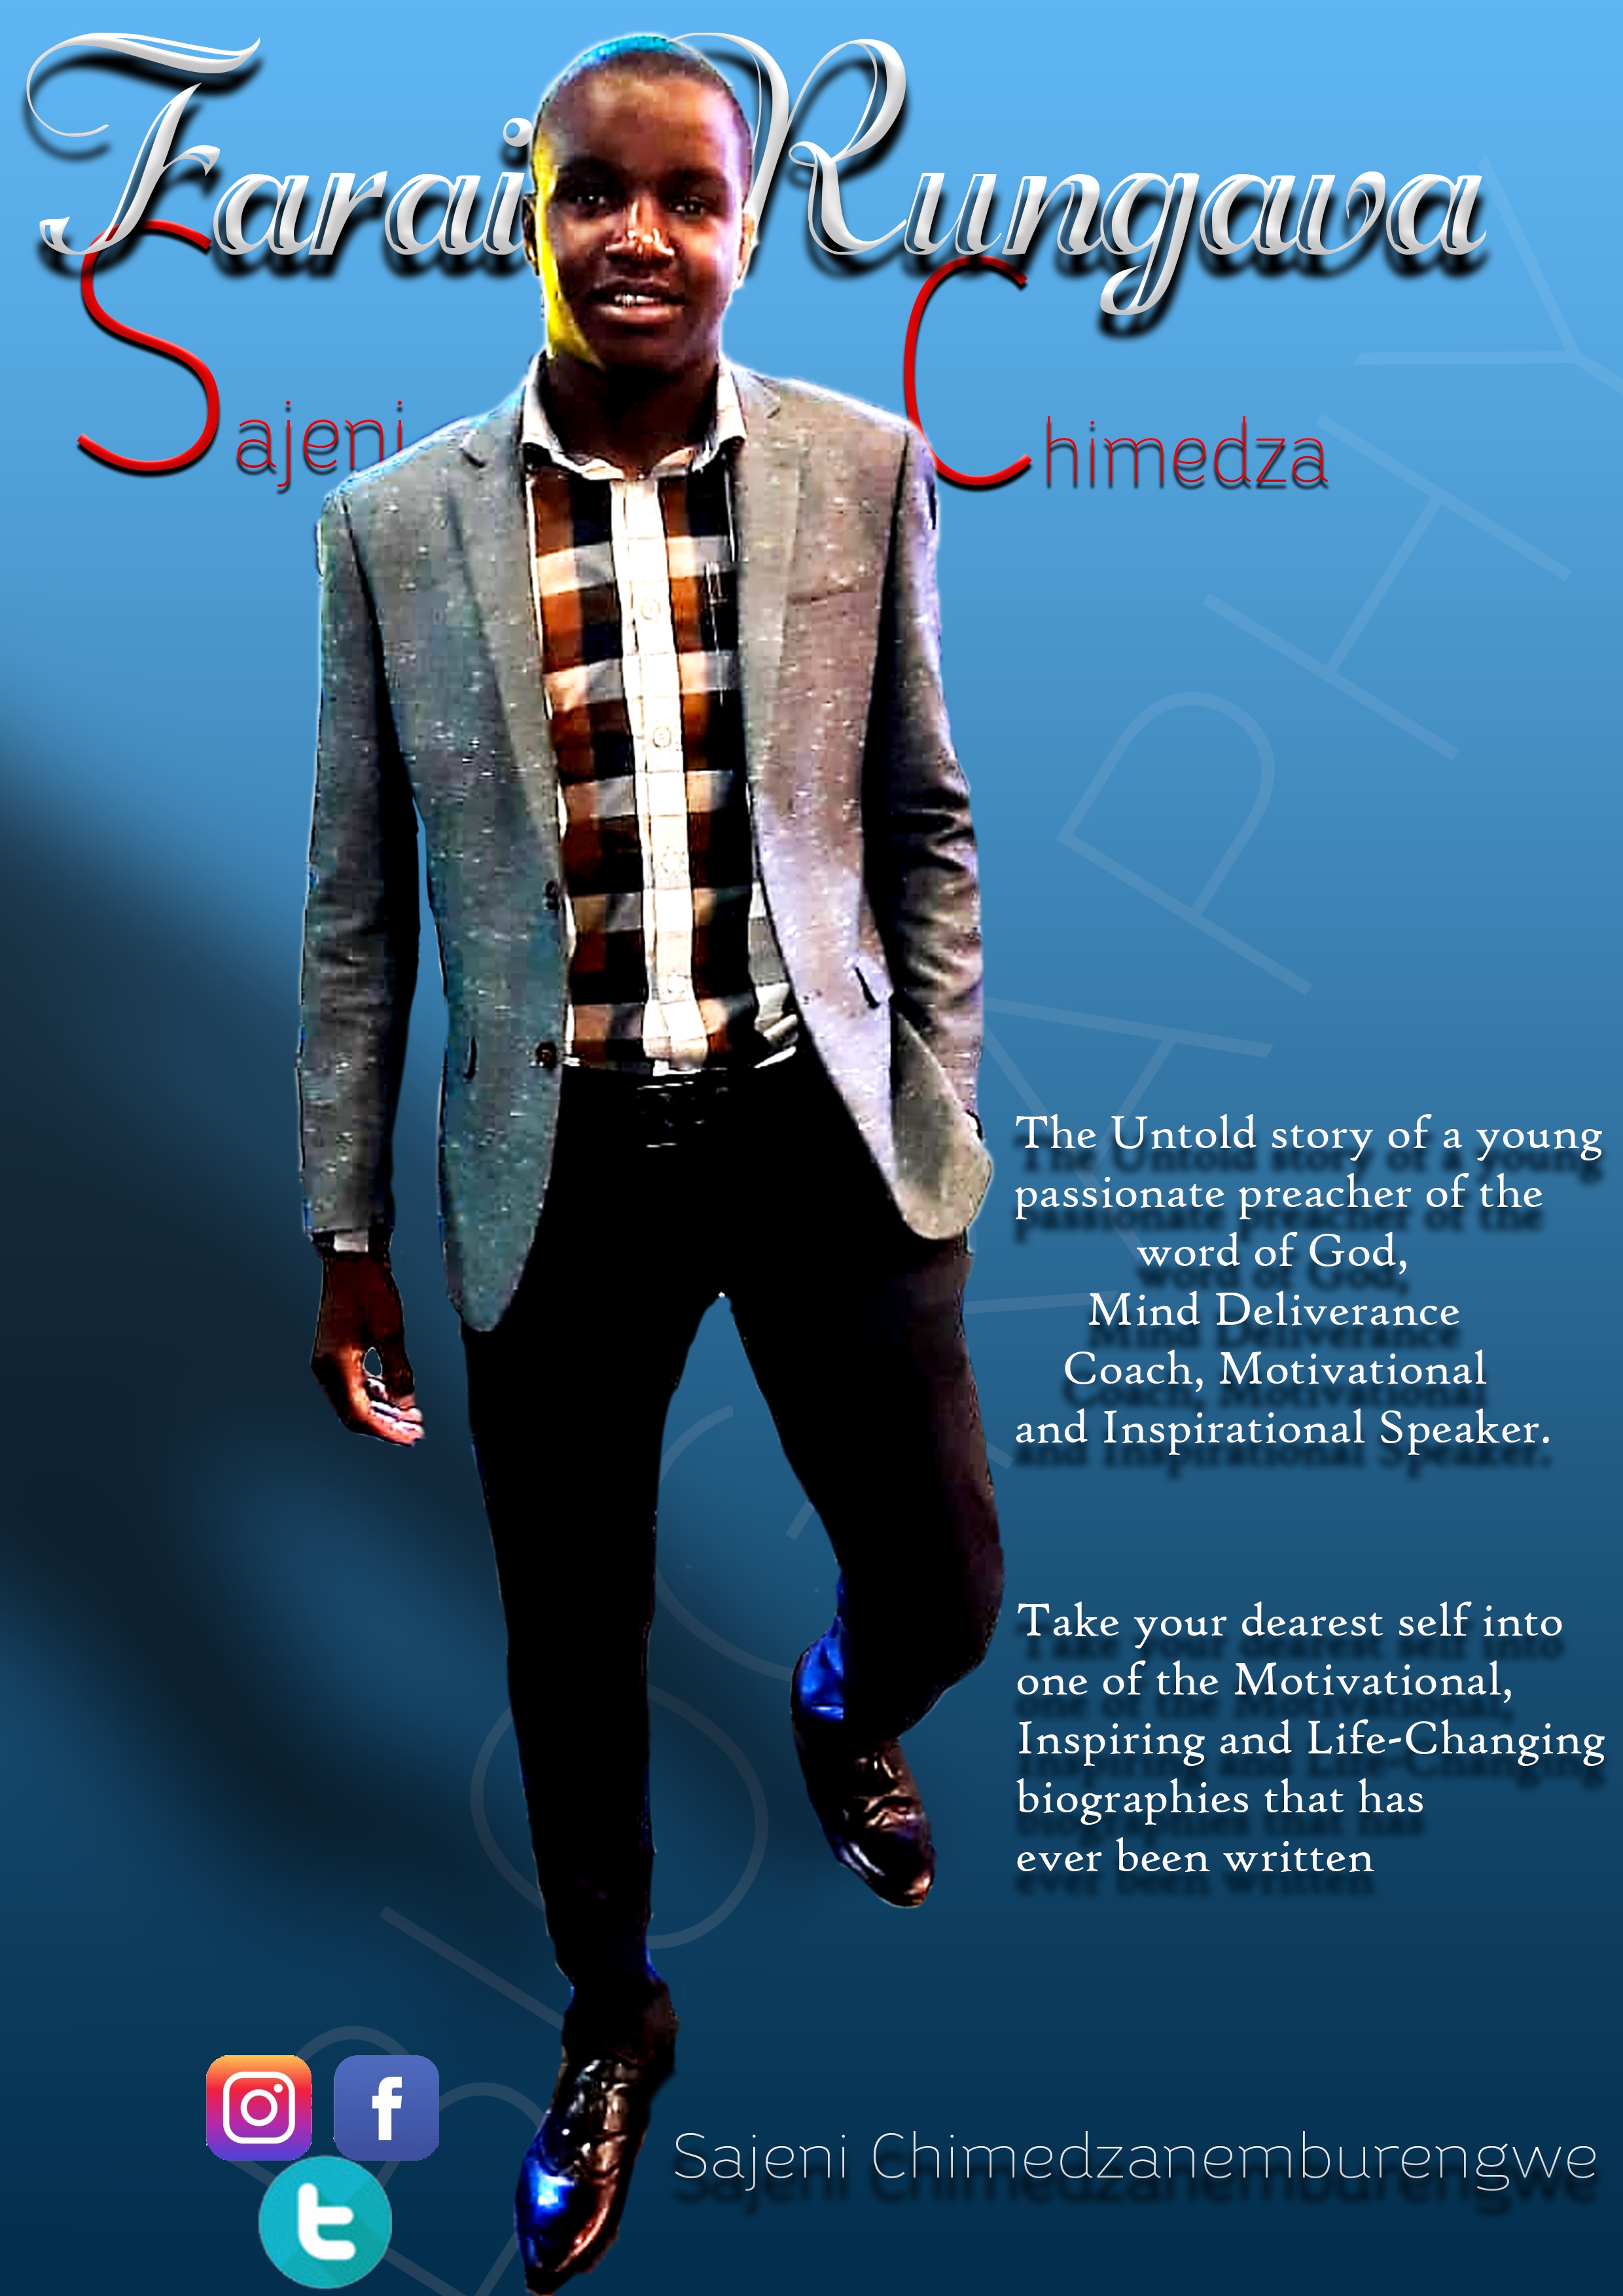 Farai Rungava
Sajeni Chimedza
The Untold story of a young
passionate preacher of the
word of God,
Mind Deliverance
Coach, Motivational
and Inspirational Speaker.
Take your dearest self into
one of the Motivational,
Inspiring and Life-Changing
biographies that has
ever been written
Sajeni Chimedzanemburengwe
BIOGRAPHY